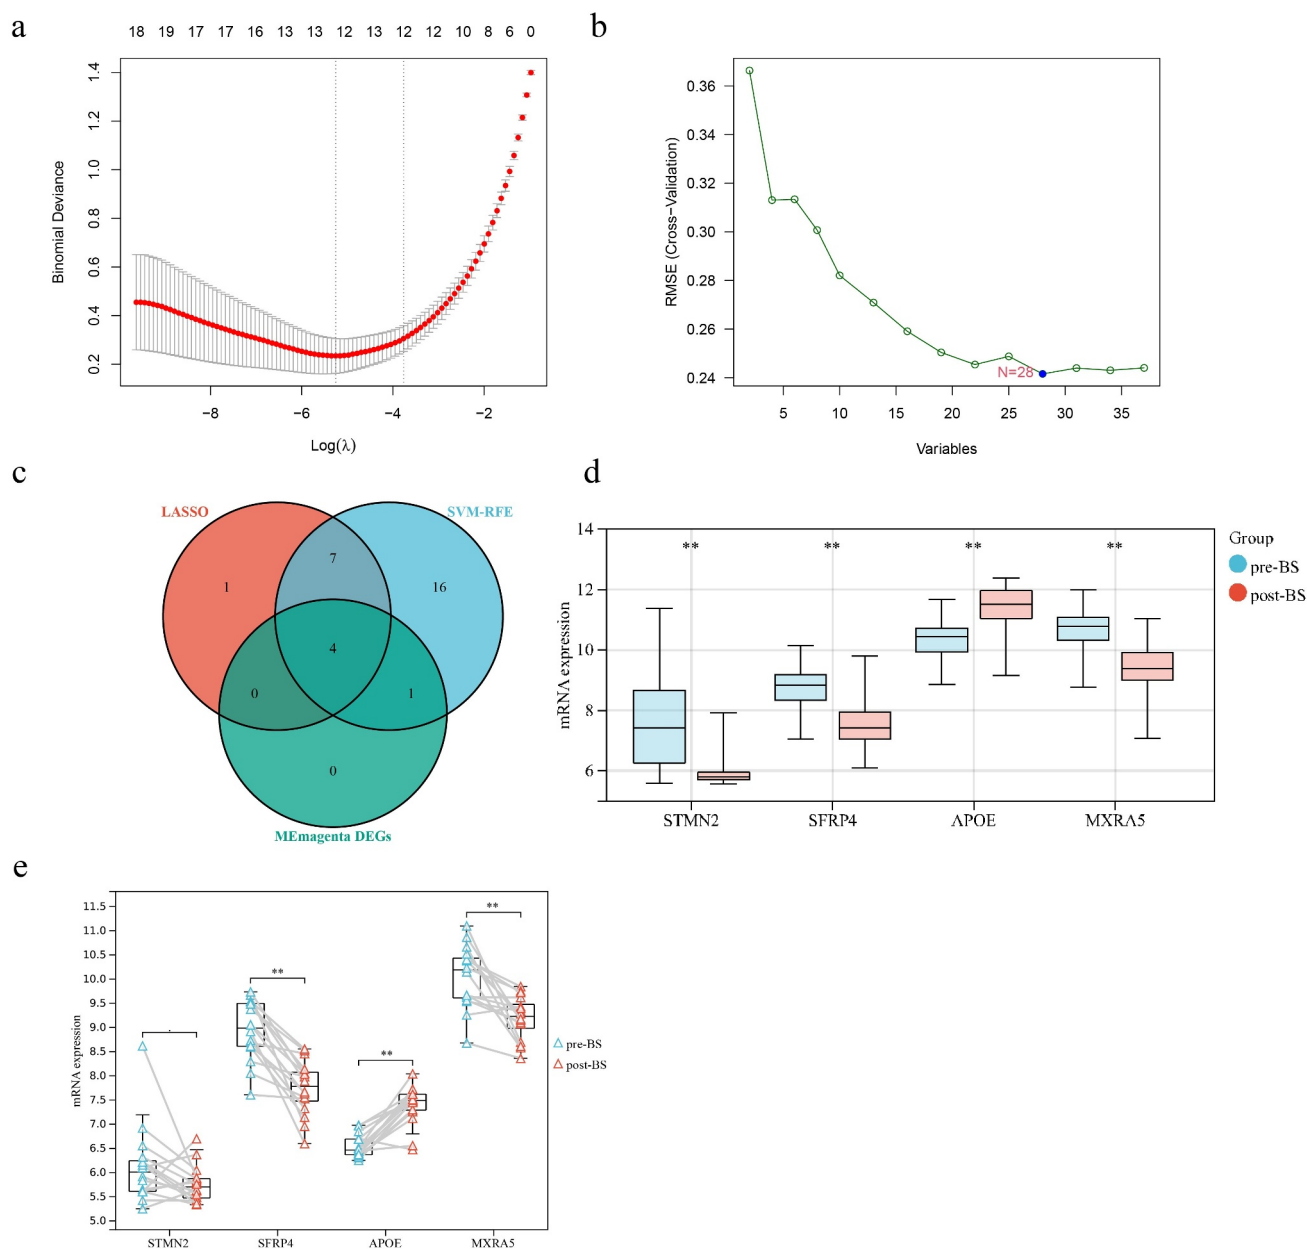 a
18 19 17 17 16 13 13 12 13 12 12 10 8 6 0
Binomial Deviance
1.4
1.2
1.0
0.8
0.6
0.4
0.2
−8 −6 −4 −2
Log(λ)
b
RMSE (Cross−Validation)
0.36
0.34
0.32
0.30
0.28
0.26
0.24
N=28
5 10 15 20 25 30 35
Variables
c
LASSO
SVM-RFE
7
1
16
4
0
1
0
MEmagenta DEGs
d
mRNA expression
14
12
10
8
6
** ** ** **
STMN2 SFRP4 APOE MXRA5
Group
pre-BS
post-BS
e
mRNA expression
11.5
11.0
10.5
10.0
9.5
9.0
8.5
8.0
7.5
7.0
6.5
6.0
5.5
5.0
.
**
**
**
STMN2 SFRP4 APOE MXRA5
pre-BS
post-BS